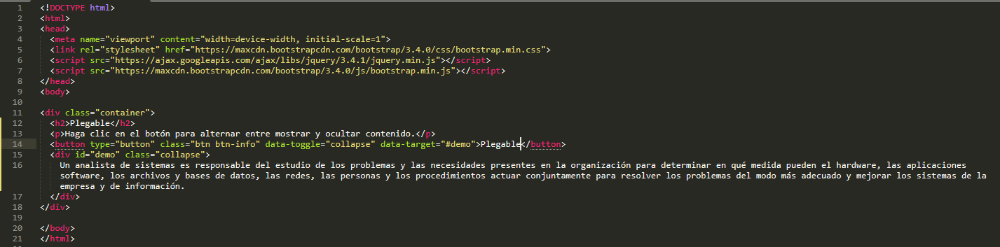 1 <!DOCTYPE html>
2 <html>
3 <head>
4 <meta name="viewport" content="width=device-width, initial-scale=1">
5 <link rel="stylesheet" href="https://maxcdn.bootstrapcdn.com/bootstrap/3.4.0/css/bootstrap.min.css">
6 <script src="https://ajax.googleapis.com/ajax/libs/jquery/3.4.1/jquery.min.js"></script>
7 <script src="https://maxcdn.bootstrapcdn.com/bootstrap/3.4.0/js/bootstrap.min.js"></script>
8 </head>
9 <body>
10
11 <div class="container">
12 <h2>Plegable</h2>
13 <p>Haga clic en el botón para alternar entre mostrar y ocultar contenido.</p>
14 <button type="button" class="btn btn-info" data-toggle="collapse" data-target="#demo">Plegable</button>
15 <div id="demo" class="collapse">
16 Un analista de sistemas es responsable del estudio de los problemas y las necesidades presentes en la organización para determinar en qué medida pueden el hardware, las aplicaciones
software, los archivos y bases de datos, las redes, las personas y los procedimientos actuar conjuntamente para resolver los problemas del modo más adecuado y mejorar los sistemas de la
empresa y de información.
17 </div>
18 </div>
19
20 </body>
21 </html>